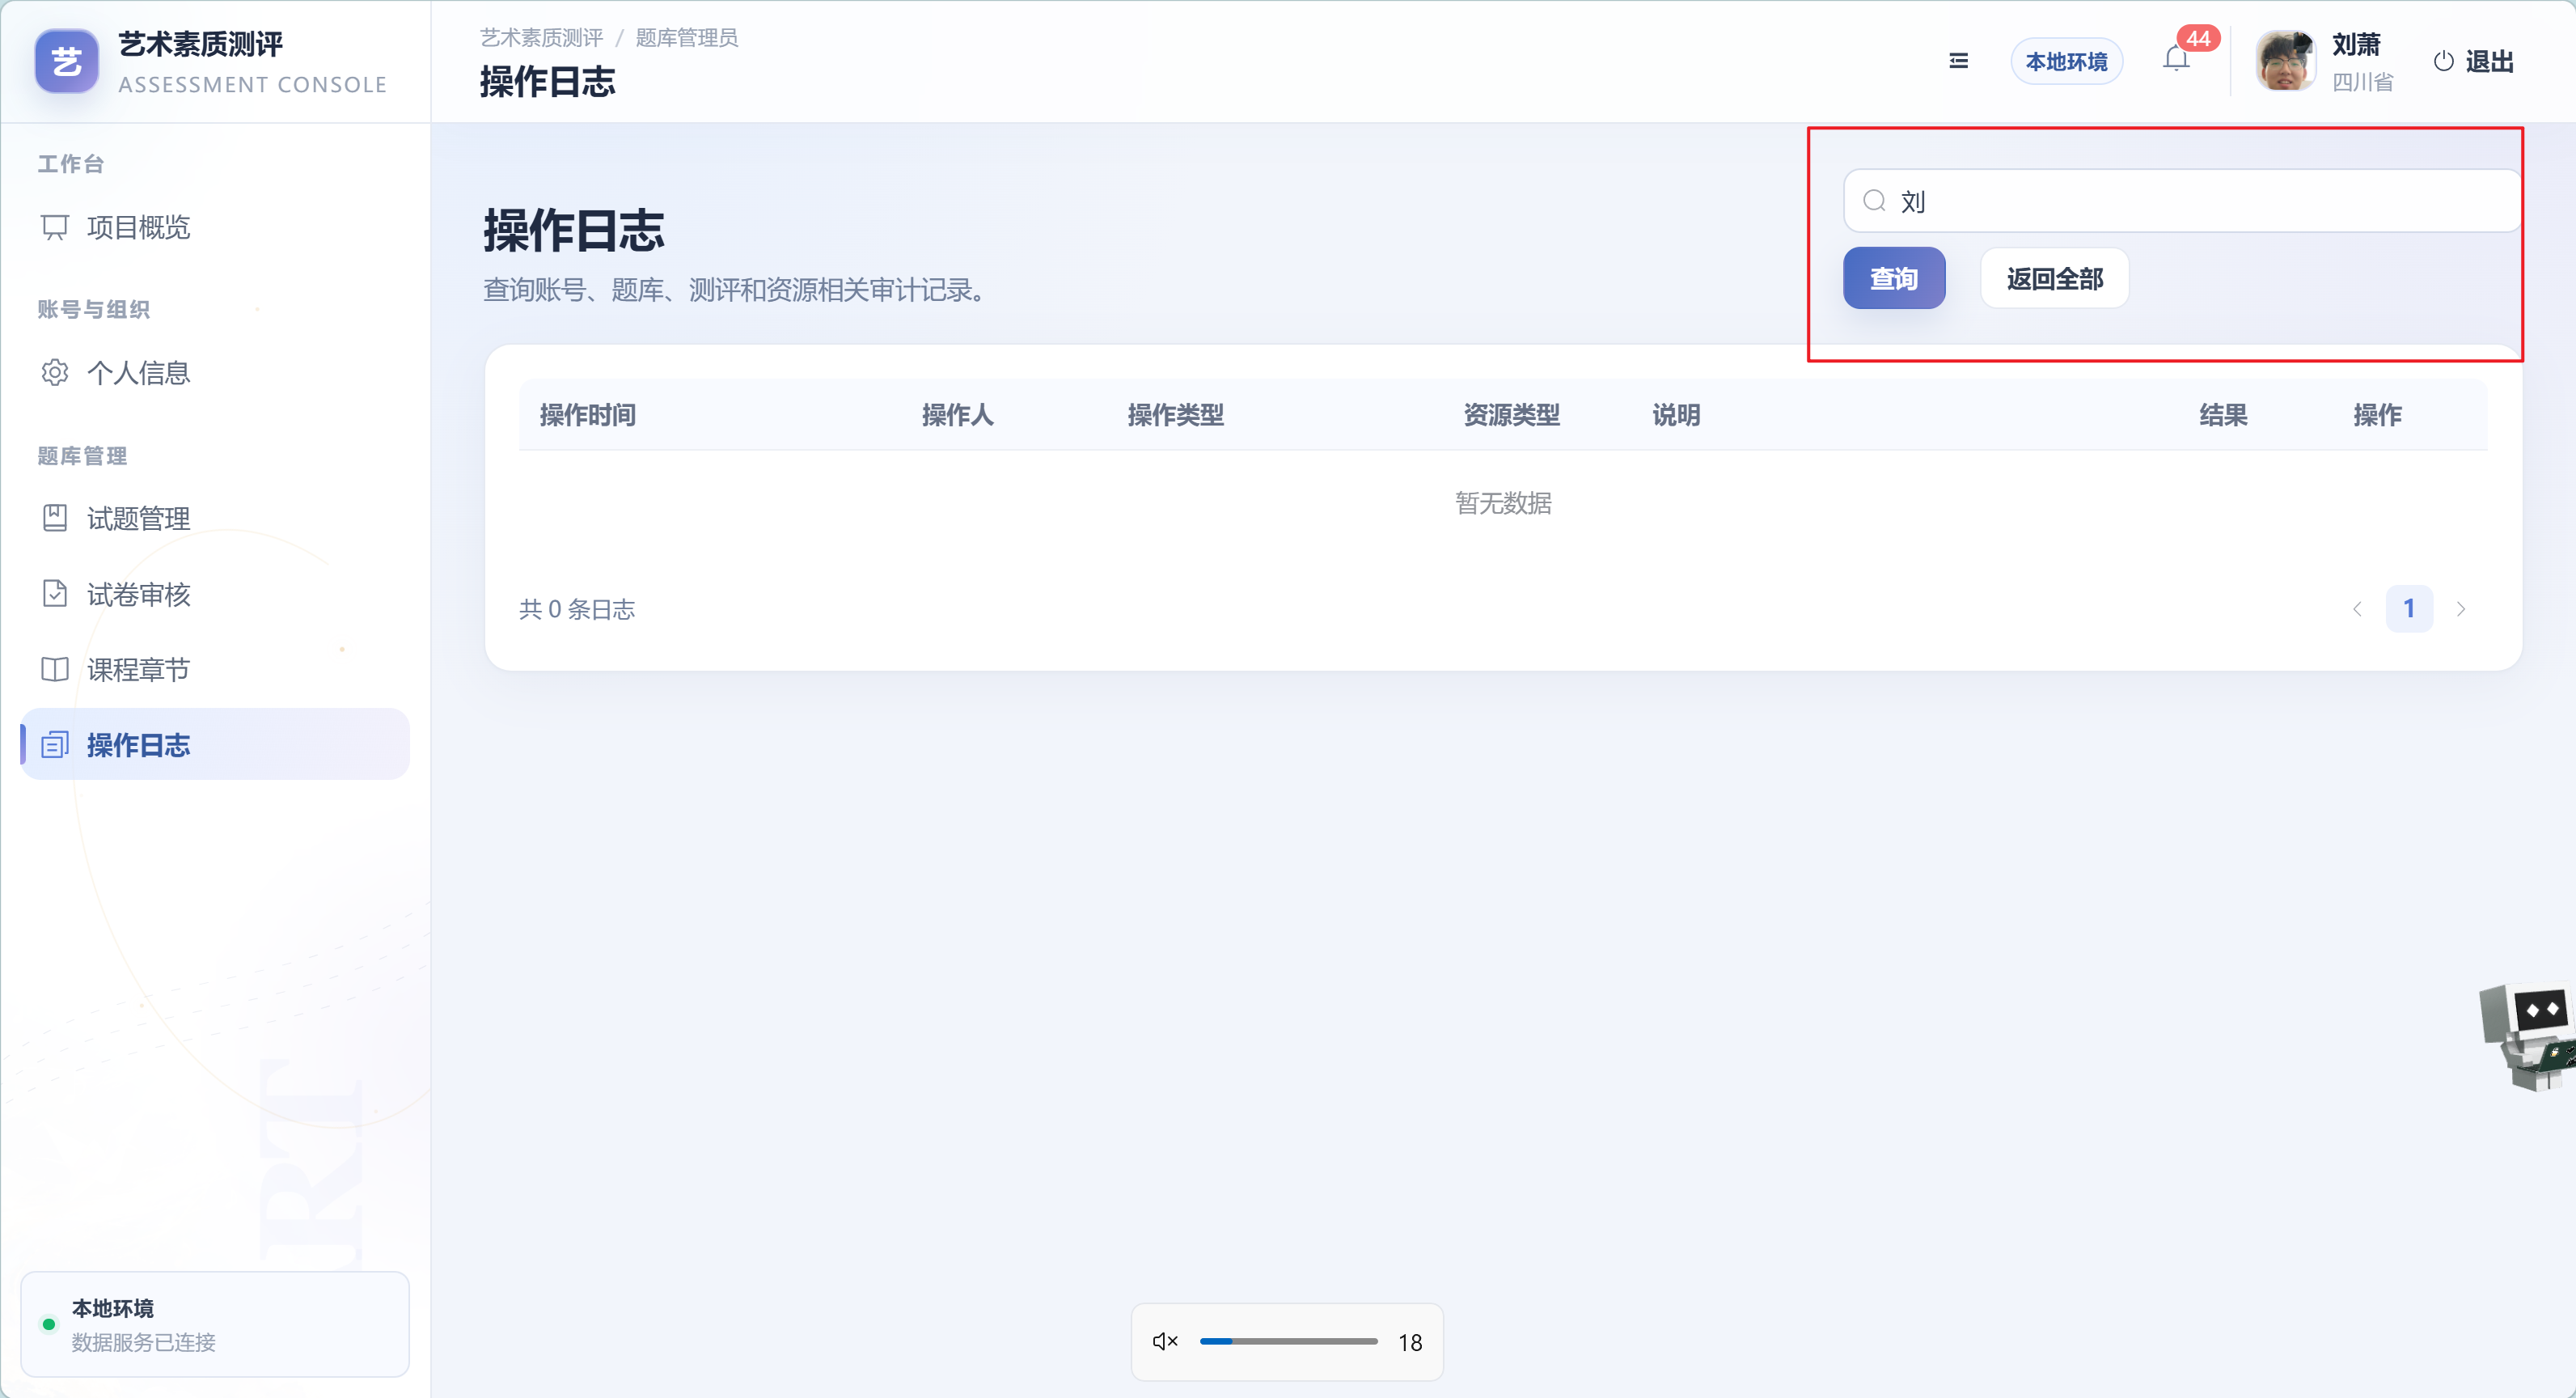 艺
艺术素质测评
ASSESSMENT CONSOLE
艺术素质测评 / 题库管理员
操作日志
本地环境
44
刘萧
四川省
退出
工作台
项目概览
账号与组织
个人信息
题库管理
试题管理
试卷审核
课程章节
操作日志
操作日志
查询账号、题库、测评和资源相关审计记录。
刘
查询
返回全部
操作时间 操作人 操作类型 资源类型 说明 结果 操作
暂无数据
共 0 条日志
1
RT
本地环境
数据服务已连接
18